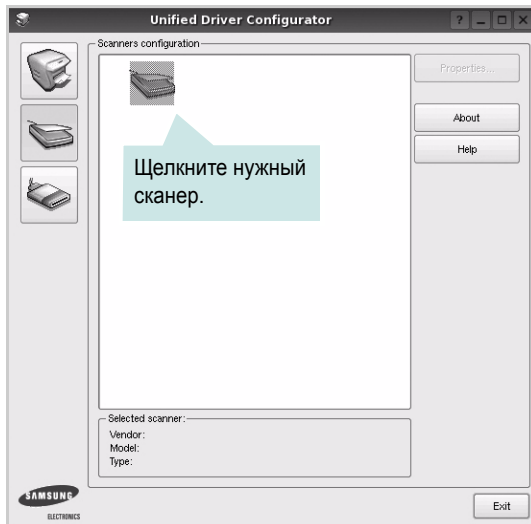 Unified Driver Configurator
Scanners configuration
Properties...
About
Help
Щелкните нужный
сканер.
Selected scanner:
Vendor:
Model:
Type:
SAMSUNG
ELECTRONICS
Exit